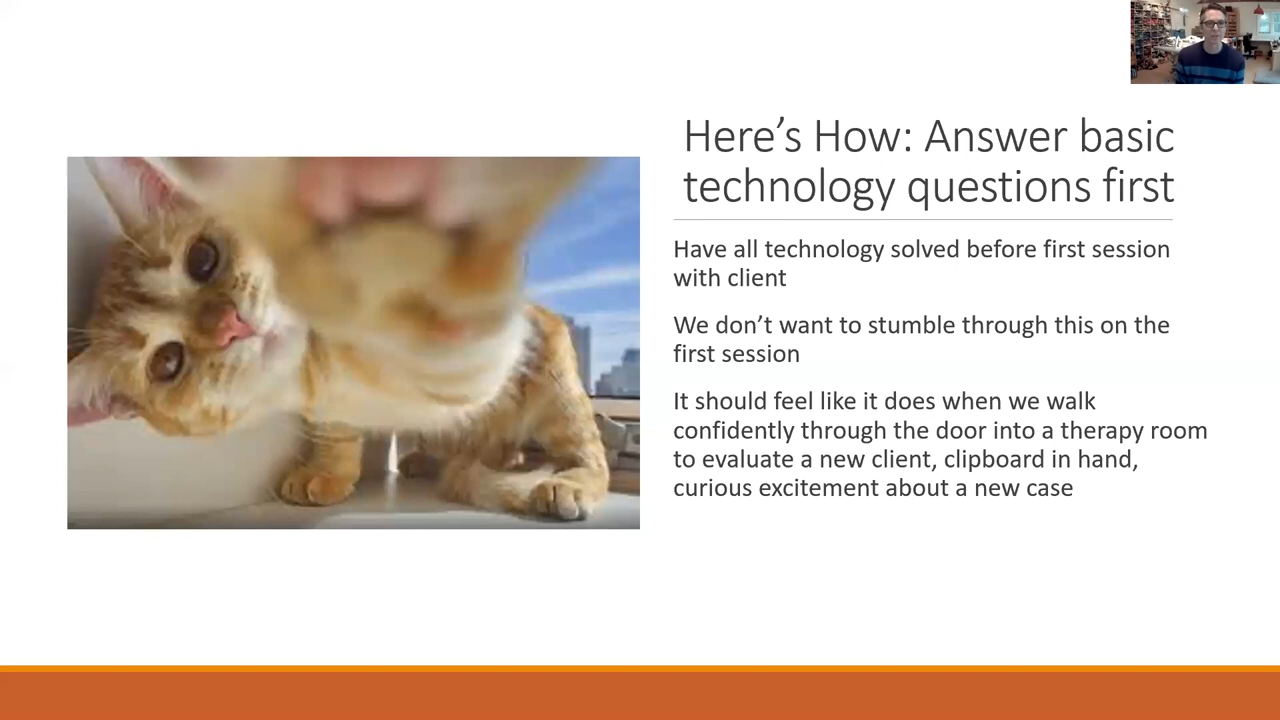 Here’s How: Answer basic
technology questions first
Have all technology solved before first session
with client
We don’t want to stumble through this on the
first session
It should feel like it does when we walk
confidently through the door into a therapy room
to evaluate a new client, clipboard in hand,
curious excitement about a new case